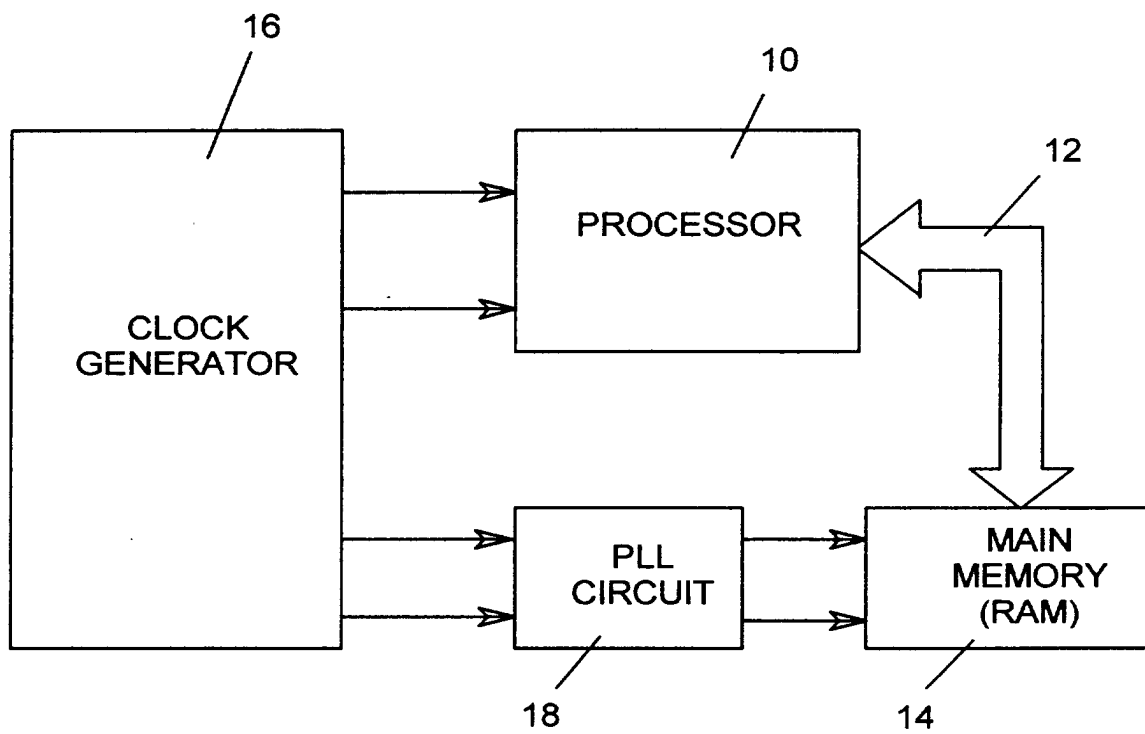 16
10
12
PROCESSOR
CLOCK
GENERATOR
PLL
CIRCUIT
MAIN
MEMORY
(RAM)
18
14